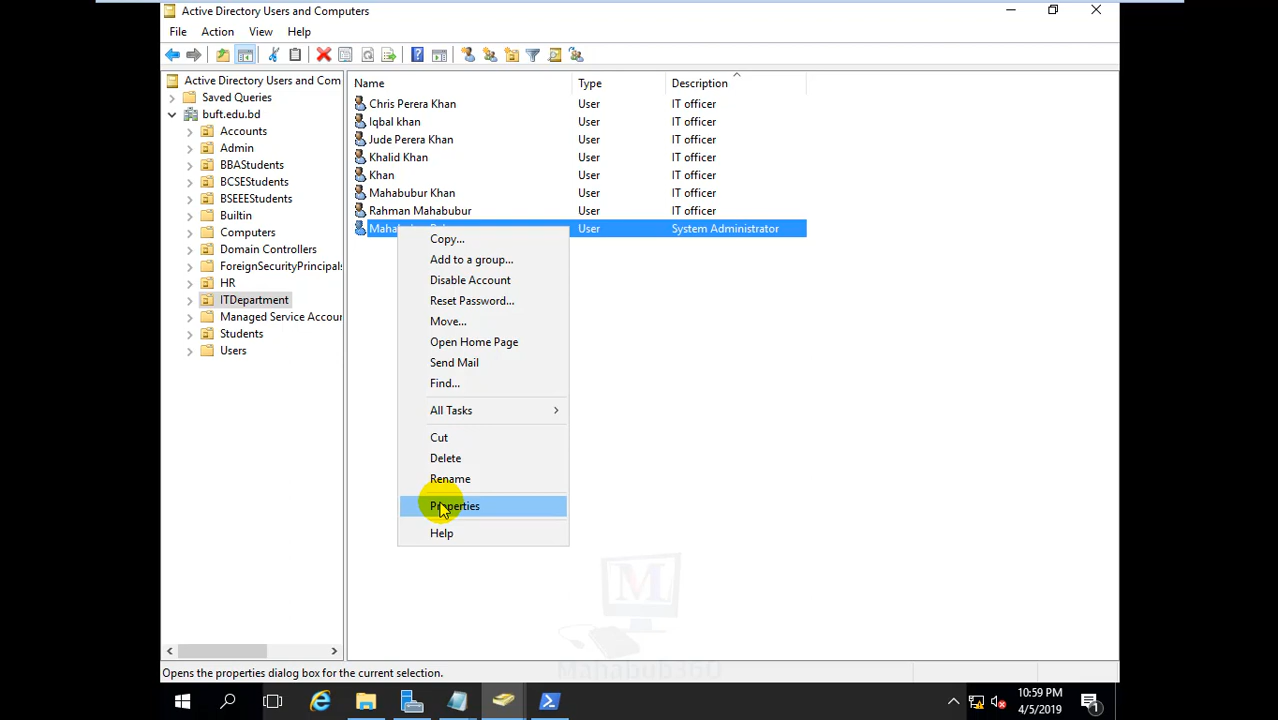 Active Directory Users and Computers
File Action View Help
Active Directory Users and Com
Saved Queries
buft.edu.bd
Accounts
Admin
BBAStudents
BCSEStudents
BSEEEStudents
Builtin
Computers
Domain Controllers
ForeignSecurityPrincipals
HR
ITDepartment
Managed Service Accou
Students
Users
Name Type Description
Chris Perera Khan User IT officer
Iqbal khan User IT officer
Jude Perera Khan User IT officer
Khalid Khan User IT officer
Khan User IT officer
Mahabubur Khan User IT officer
Rahman Mahabubur User IT officer
User System Administrator
Copy...
Add to a group...
Disable Account
Reset Password...
Move...
Open Home Page
Send Mail
Find...
All Tasks
Cut
Delete
Rename
Properties
Help
M
Mahabub360
Opens the properties dialog box for the current selection.
10:59 PM
4/5/2019
1